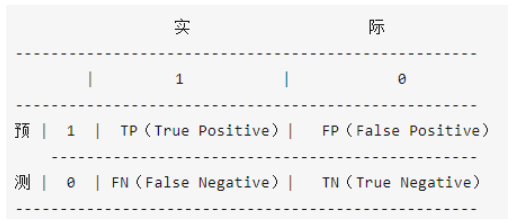 实 际
--------------------------------------------------
| 1 | 0
--------------------------------------------------
预 | 1 | TP（True Positive）| FP（False Positive）
----------------------------------------------
测 | 0 | FN（False Negative）| TN（True Negative）
--------------------------------------------------